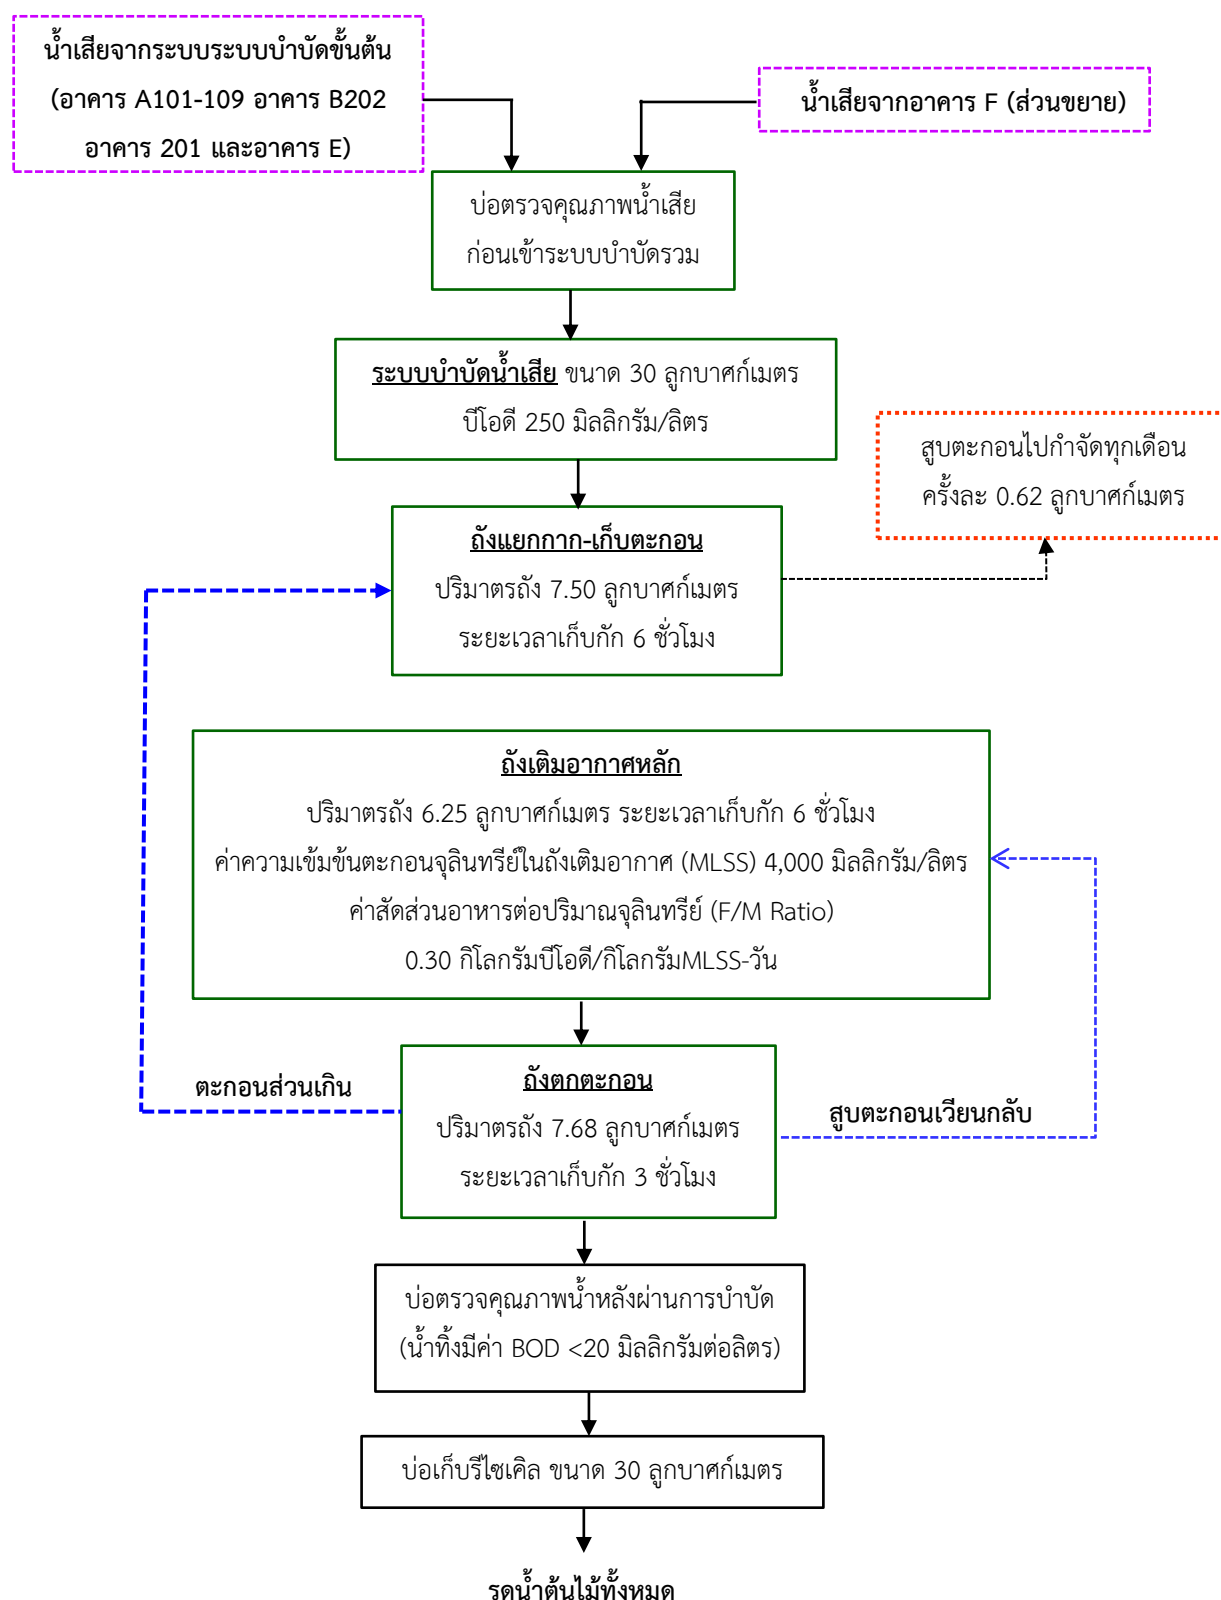 น้ำเสียจากระบบระบบบำบัดขั้นต้น
(อาคาร A101-109 อาคาร B202
อาคาร 201 และอาคาร E)
น้ำเสียจากอาคาร F (ส่วนขยาย)
บ่อตรวจคุณภาพน้ำเสีย
ก่อนเข้าระบบบำบัดรวม
ระบบบำบัดน้ำเสีย ขนาด 30 ลูกบาศก์เมตร
บีโอดี 250 มิลลิกรัม/ลิตร
สูบตะกอนไปกำจัดทุกเดือน
ครั้งละ 0.62 ลูกบาศก์เมตร
ถังแยกกาก-เก็บตะกอน
ปริมาตรถัง 7.50 ลูกบาศก์เมตร
ระยะเวลาเก็บกัก 6 ชั่วโมง
ถังเติมอากาศหลัก
ปริมาตรถัง 6.25 ลูกบาศก์เมตร ระยะเวลาเก็บกัก 6 ชั่วโมง
ค่าความเข้มข้นตะกอนจุลินทรีย์ในถังเติมอากาศ (MLSS) 4,000 มิลลิกรัม/ลิตร
ค่าสัดส่วนอาหารต่อปริมาณจุลินทรีย์ (F/M Ratio)
0.30 กิโลกรัมบีโอดี/กิโลกรัมMLSS-วัน
ตะกอนส่วนเกิน
ถังตกตะกอน
ปริมาตรถัง 7.68 ลูกบาศก์เมตร
ระยะเวลาเก็บกัก 3 ชั่วโมง
สูบตะกอนเวียนกลับ
บ่อตรวจคุณภาพน้ำหลังผ่านการบำบัด
(น้ำทิ้งมีค่า BOD <20 มิลลิกรัมต่อลิตร)
บ่อเก็บรีไซเคิล ขนาด 30 ลูกบาศก์เมตร
รดน้ำต้นไม้ทั้งหมด